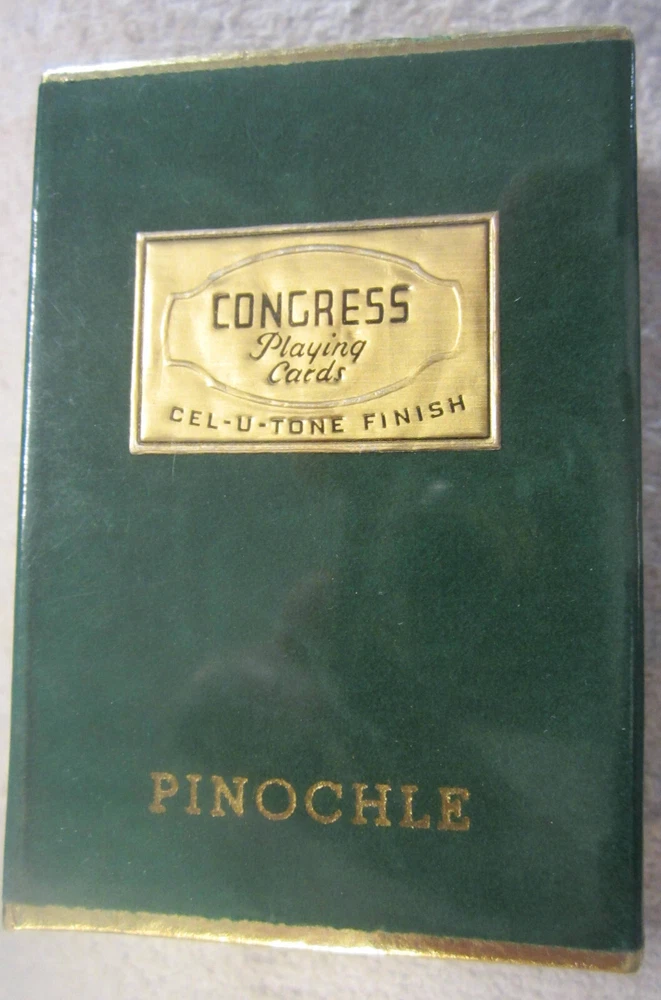 CONGRESS
Playing
Cards
CEL-U-TONE FINISH
PINOCHLE